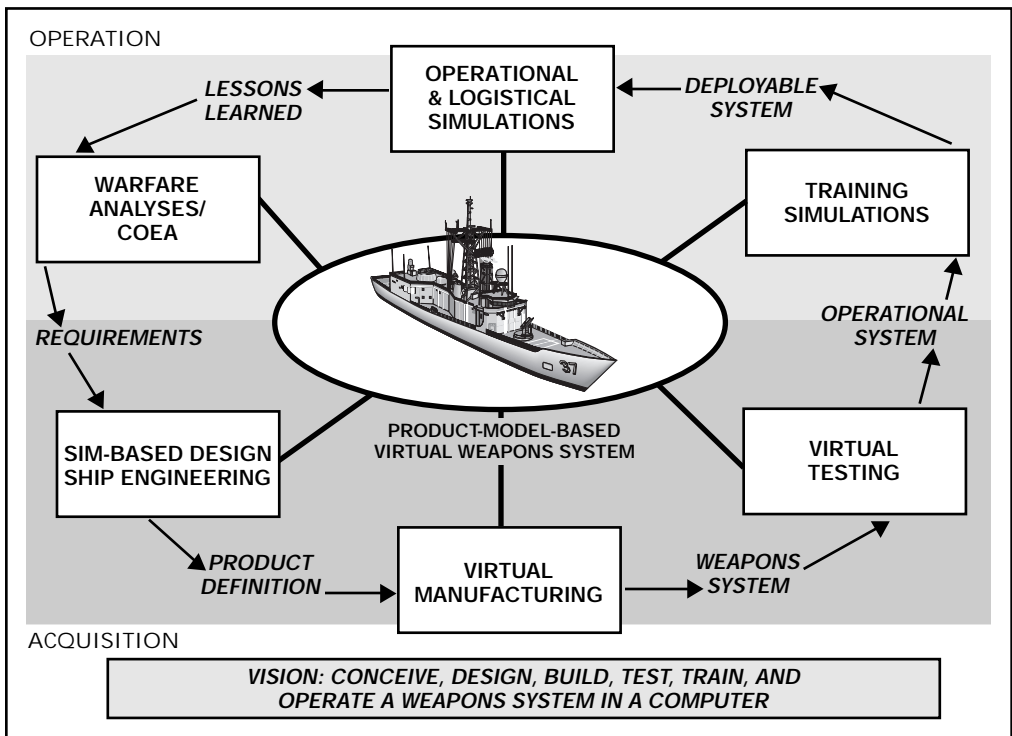 OPERATION
OPERATIONAL
& LOGISTICAL
SIMULATIONS
LESSONS
LEARNED
DEPLOYABLE
SYSTEM
WARFARE
ANALYSES/
COEA
TRAINING
SIMULATIONS
37
REQUIREMENTS
OPERATIONAL
SYSTEM
SIM-BASED DESIGN
SHIP ENGINEERING
PRODUCT-MODEL-BASED
VIRTUAL WEAPONS SYSTEM
VIRTUAL
TESTING
PRODUCT
DEFINITION
VIRTUAL
MANUFACTURING
WEAPONS
SYSTEM
ACQUISITION
VISION: CONCEIVE, DESIGN, BUILD, TEST, TRAIN, AND
OPERATE A WEAPONS SYSTEM IN A COMPUTER